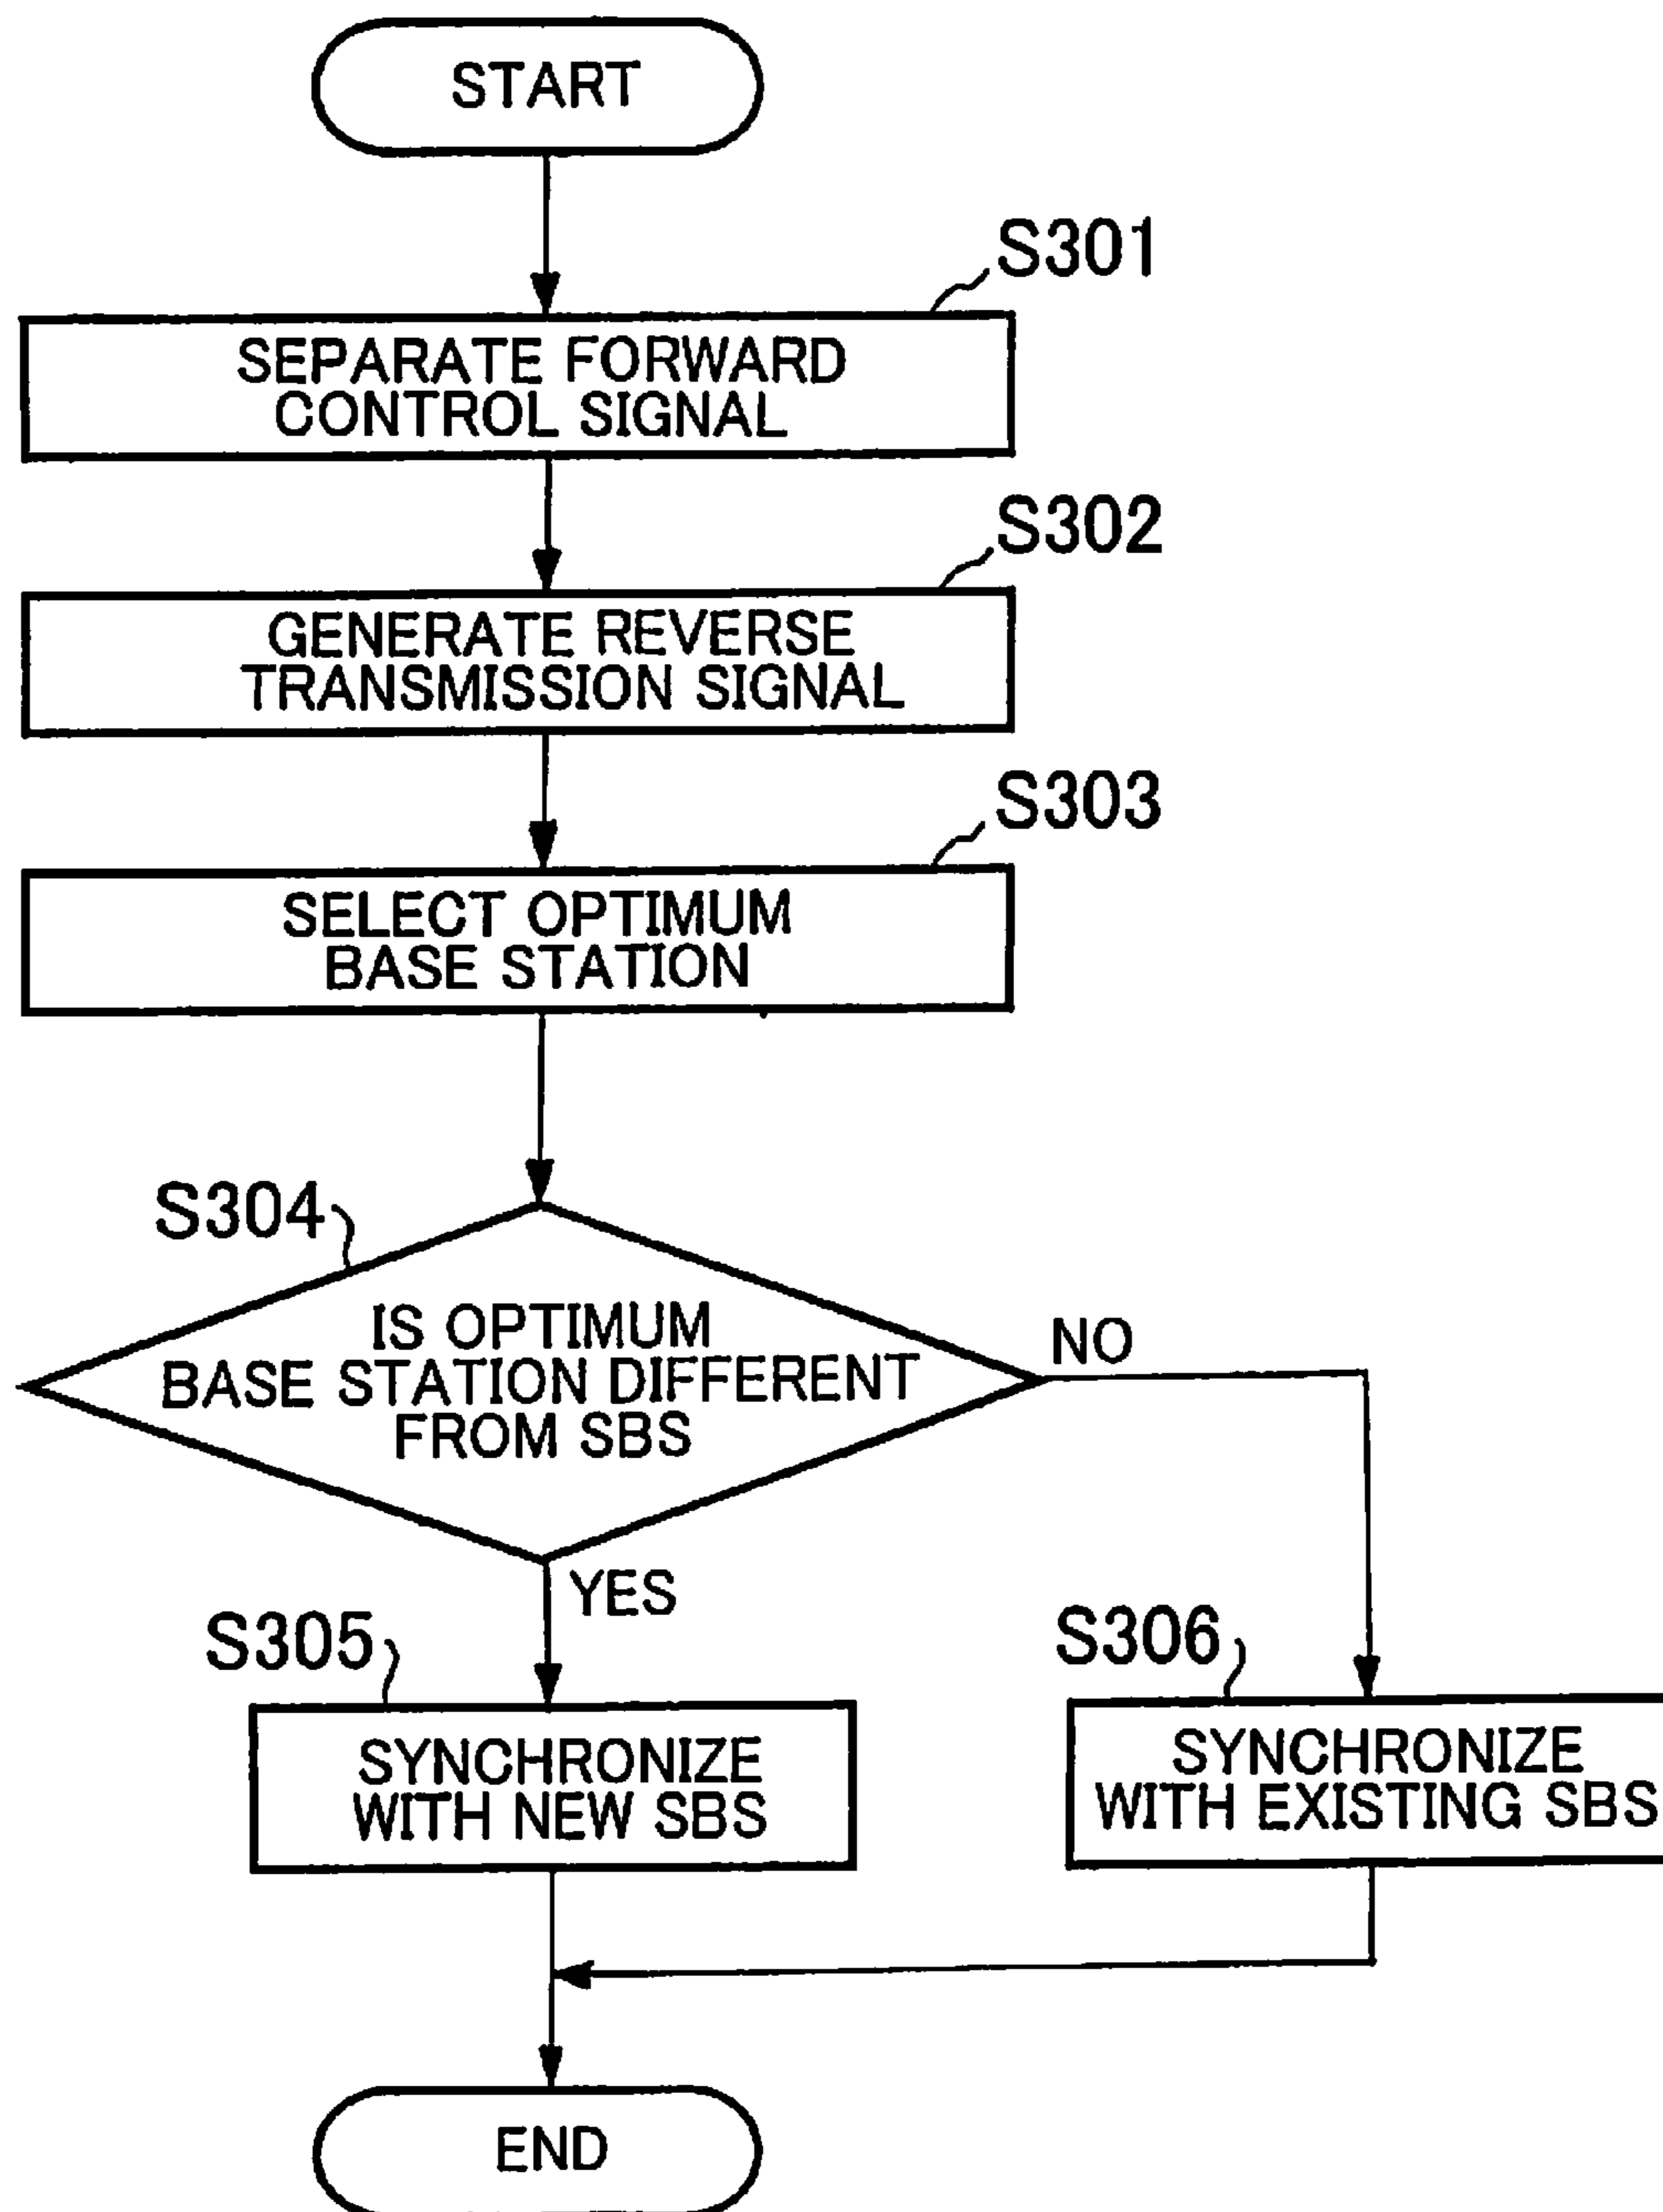 START
S301
SEPARATE FORWARD
CONTROL SIGNAL
S302
GENERATE REVERSE
TRANSMISSION SIGNAL
S303
SELECT OPTIMUM
BASE STATION
S304
IS OPTIMUM
BASE STATION DIFFERENT
FROM SBS
NO
YES
S305
SYNCHRONIZE
WITH NEW SBS
S306
SYNCHRONIZE
WITH EXISTING SBS
END